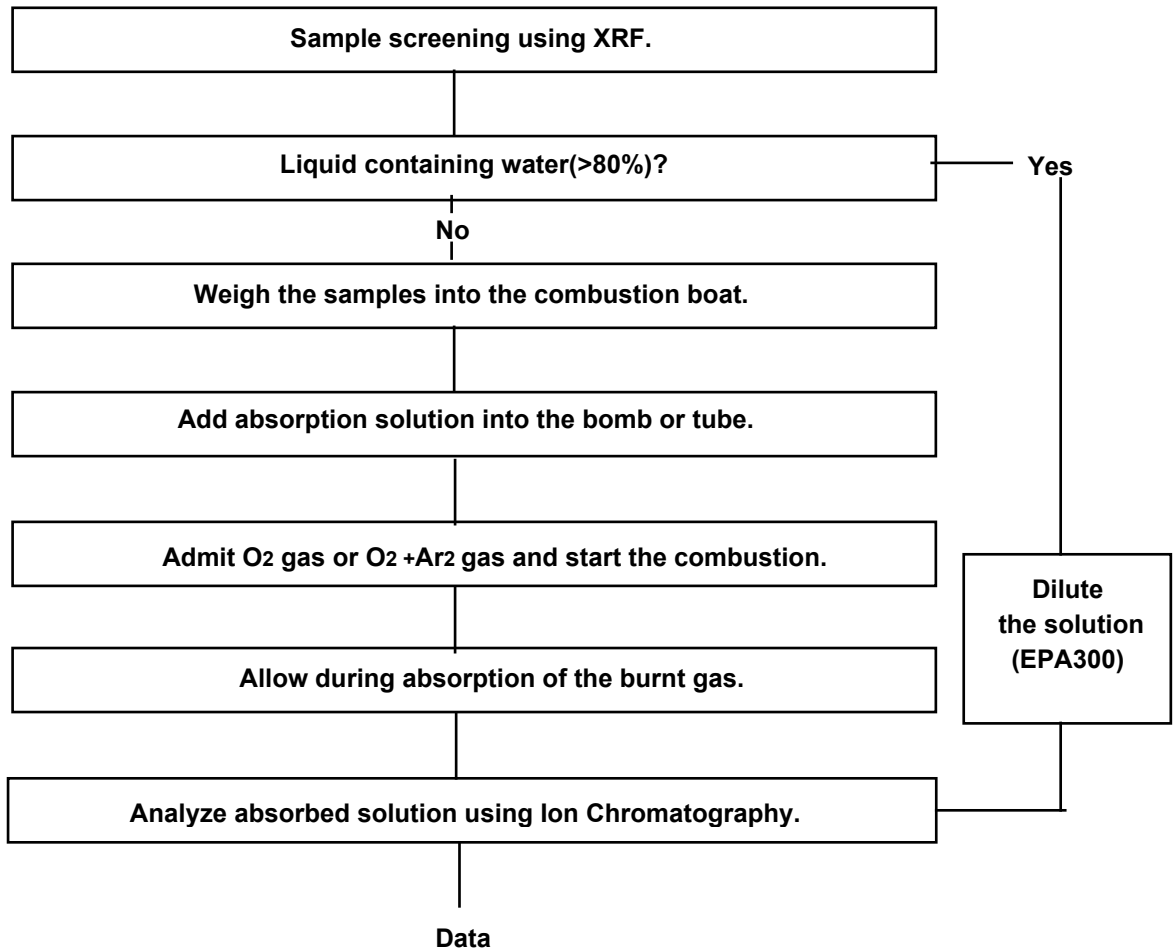 Sample screening using XRF.
Liquid containing water(>80%)?
Yes
No
Weigh the samples into the combustion boat.
Add absorption solution into the bomb or tube.
Admit O2 gas or O2 +Ar2 gas and start the combustion.
Dilute
the solution
(EPA300)
Allow during absorption of the burnt gas.
Analyze absorbed solution using Ion Chromatography.
Data